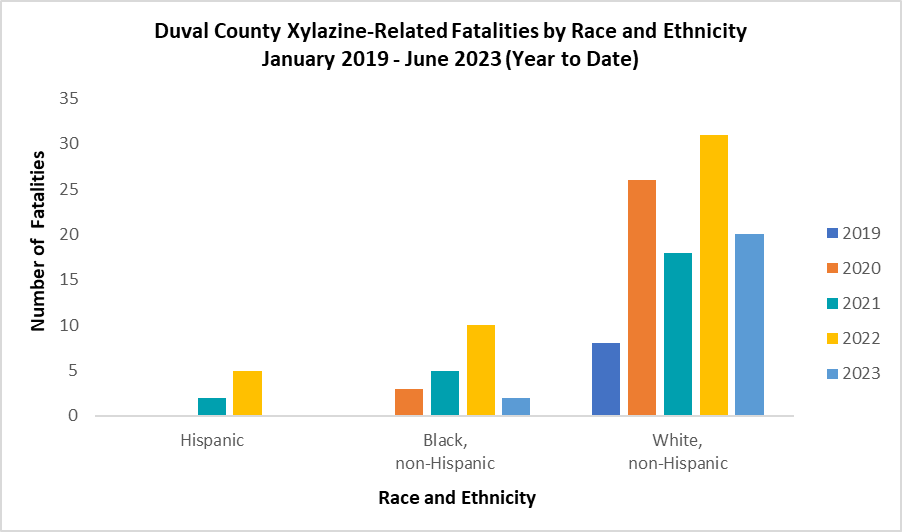 Duval County Xylazine-Related Fatalities by Race and Ethnicity
January 2019 - June 2023 (Year to Date)
35
30
25
20
15
10
5
0
Number of Fatalities
Hispanic
Black,
non-Hispanic
White,
non-Hispanic
Race and Ethnicity
2019
2020
2021
2022
2023